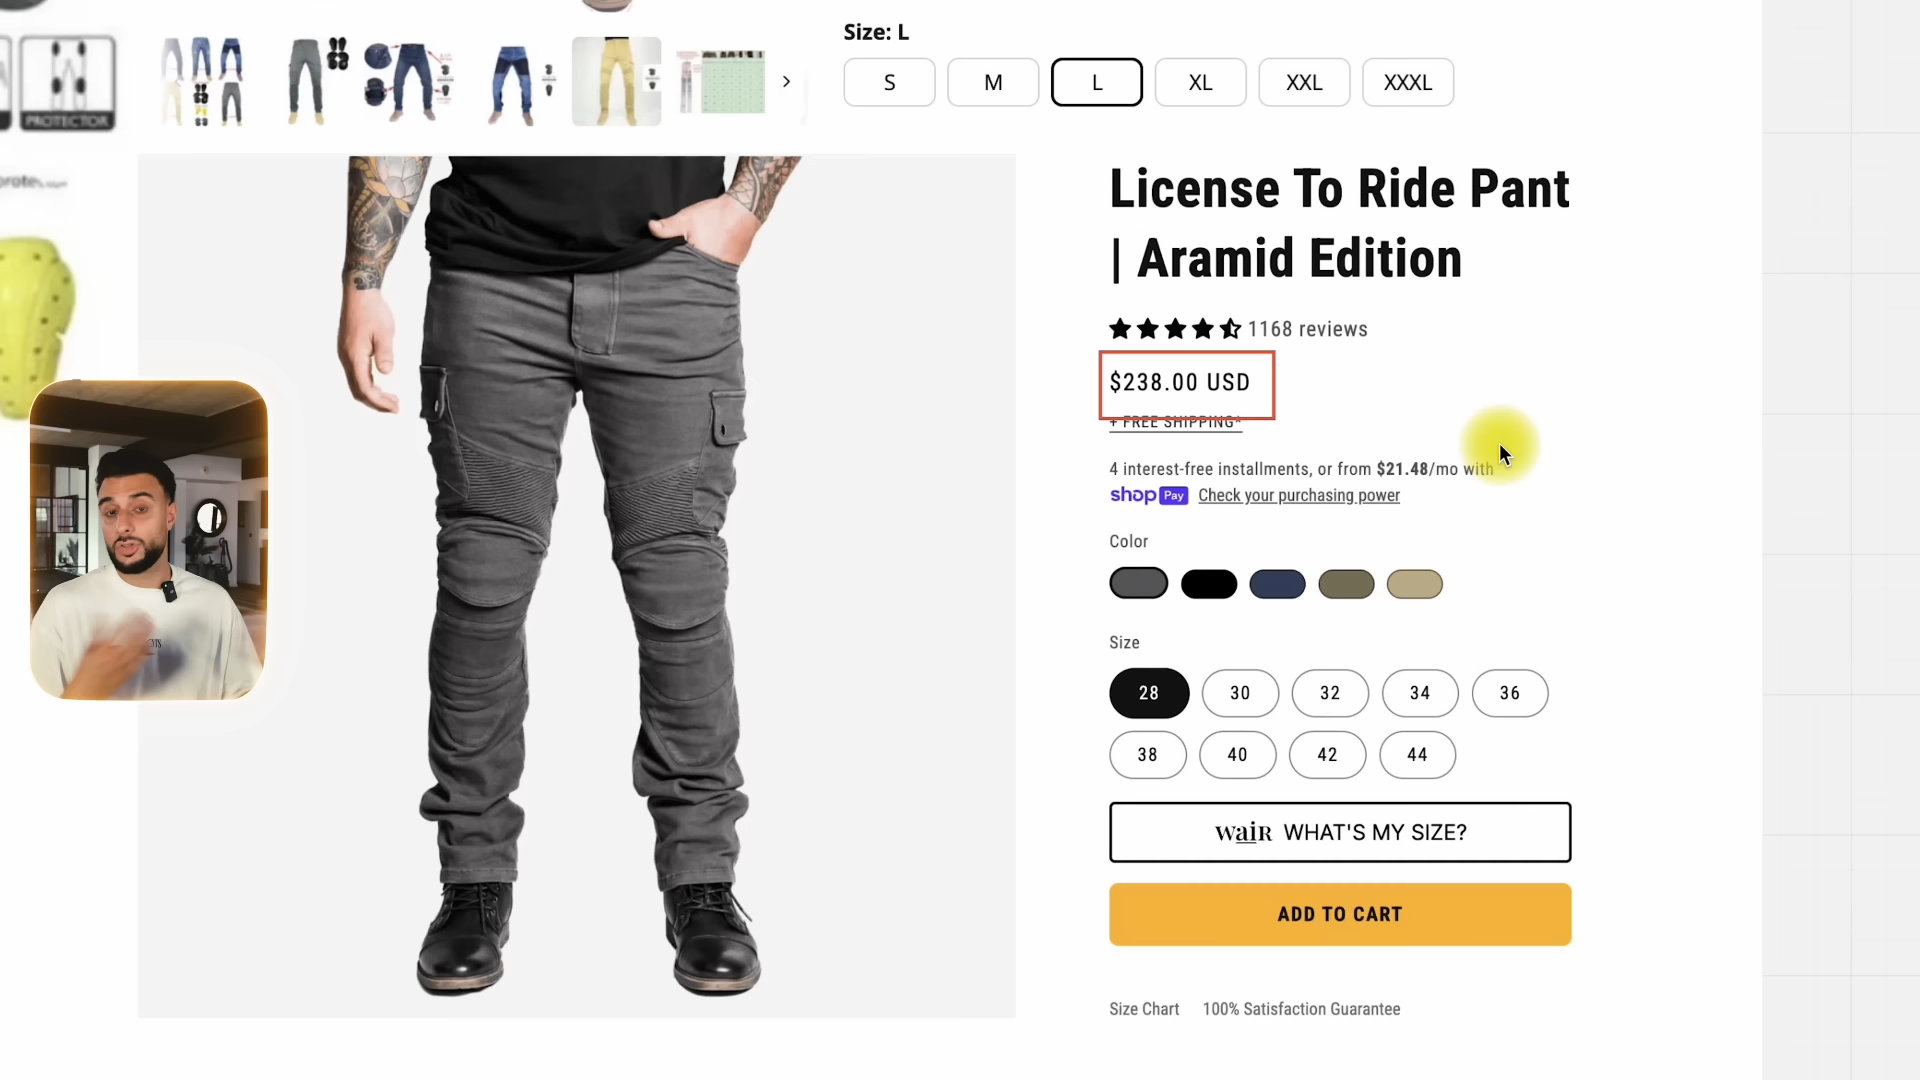 Size: L
S
M
L
XL
XXL
XXXL
PROTECTOR
License To Ride Pant
| Aramid Edition
1168 reviews
$238.00 USD
+ FREE SHIPPING*
4 interest-free installments, or from $21.48/mo with
shop Pay Check your purchasing power
Color
Size
28
30
32
34
36
38
40
42
44
waiR WHAT'S MY SIZE?
ADD TO CART
Size Chart
100% Satisfaction Guarantee